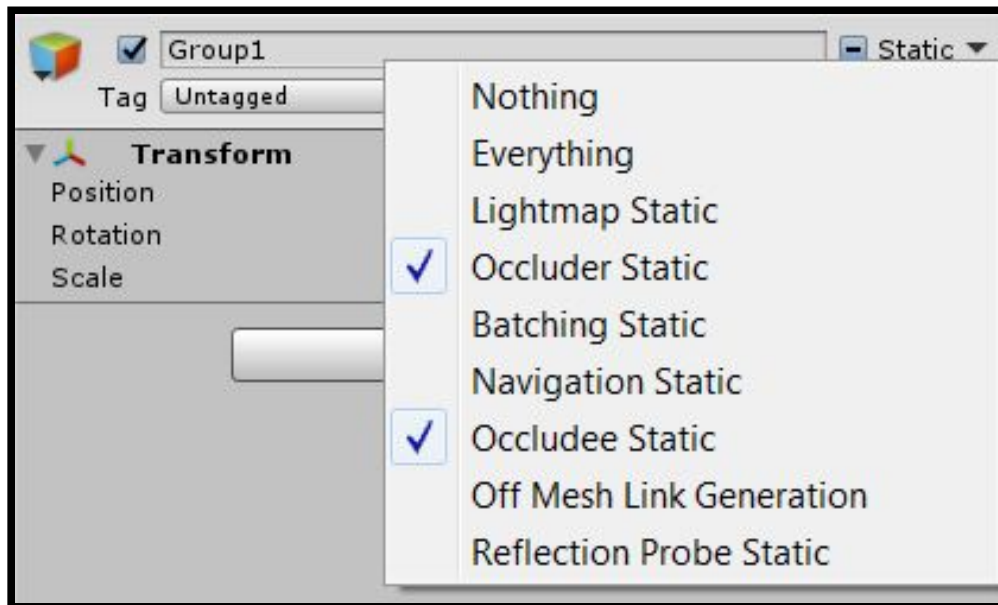 Group1 Static
Tag Untagged
Transform
Position
Rotation
Scale
Nothing
Everything
Lightmap Static
Occluder Static
Batching Static
Navigation Static
Occludee Static
Off Mesh Link Generation
Reflection Probe Static